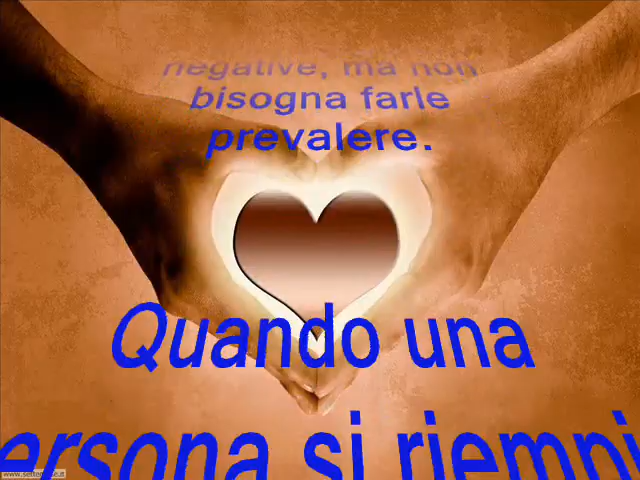 negative, ma non
bisogna farle
prevalere.
Quando una
ersona si riempi